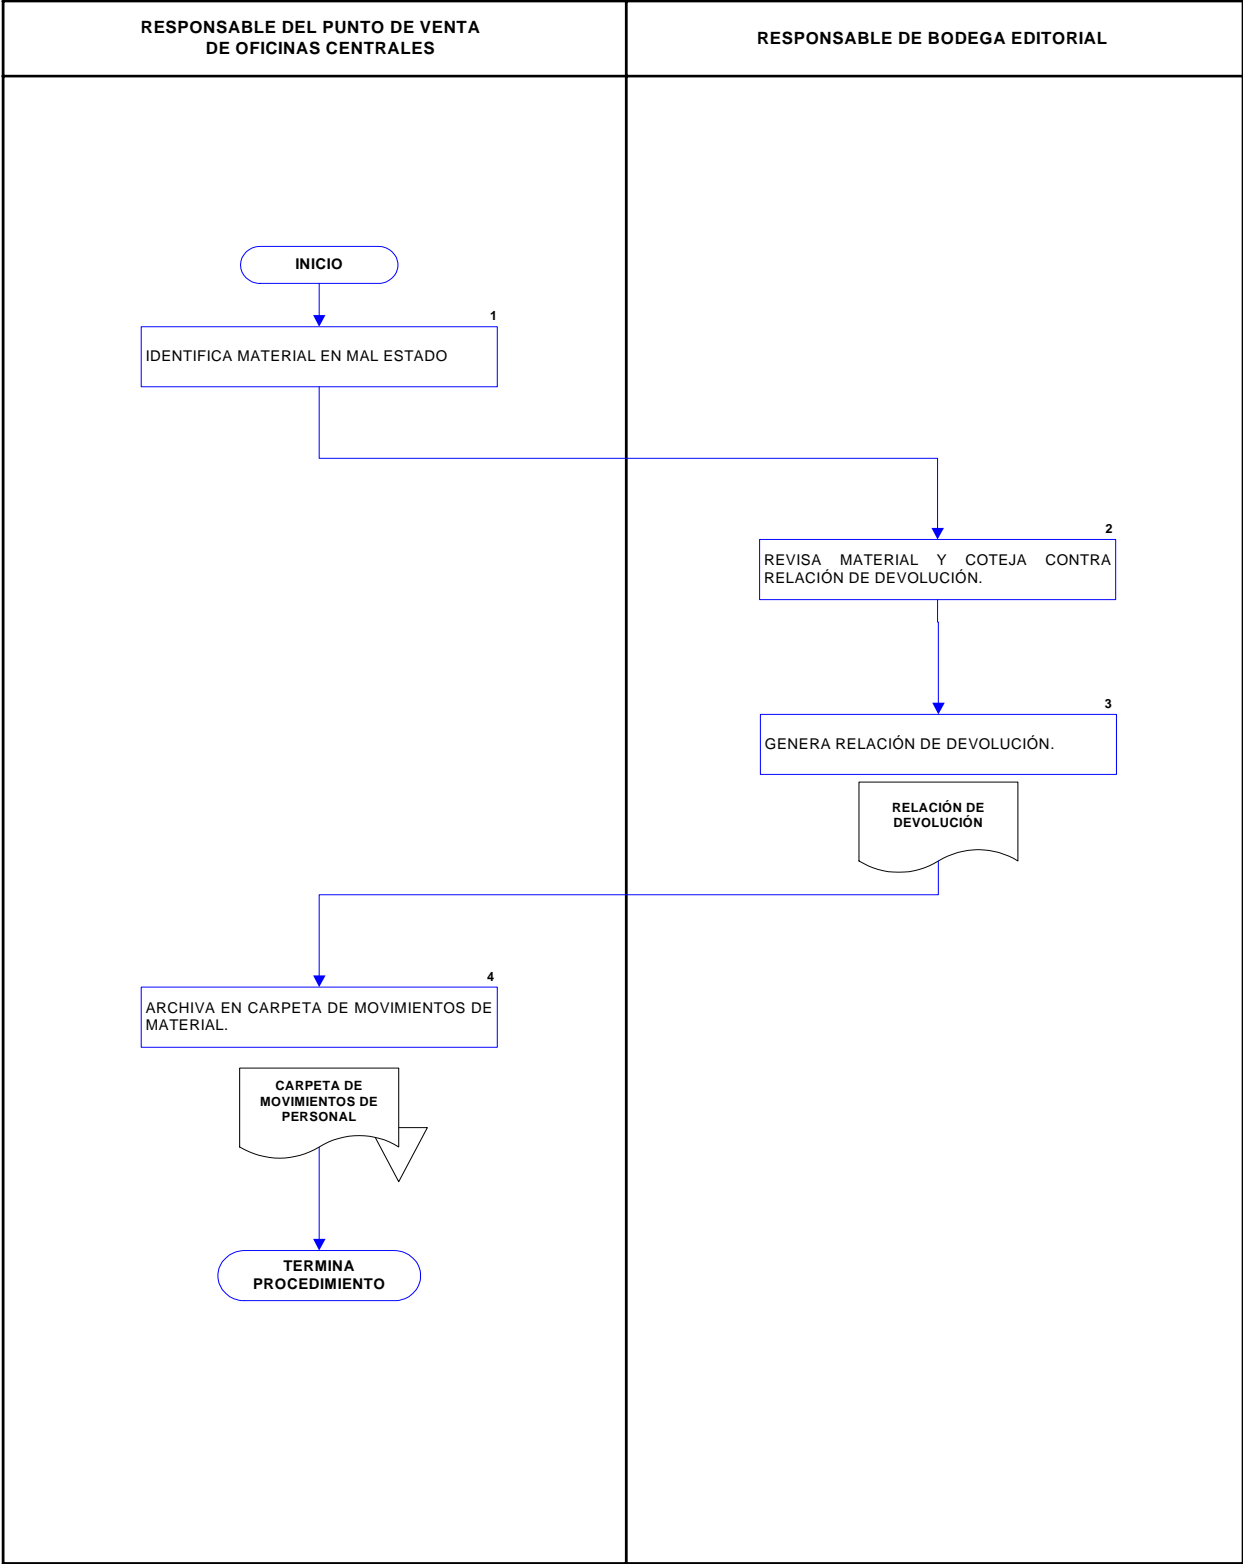 RESPONSABLE DEL PUNTO DE VENTA
DE OFICINAS CENTRALES
RESPONSABLE DE BODEGA EDITORIAL
INICIO
1
IDENTIFICA MATERIAL EN MAL ESTADO
2
REVISA MATERIAL Y COTEJA CONTRA
RELACIÓN DE DEVOLUCIÓN.
3
GENERA RELACIÓN DE DEVOLUCIÓN.
RELACIÓN DE
DEVOLUCIÓN
4
ARCHIVA EN CARPETA DE MOVIMIENTOS DE
MATERIAL.
CARPETA DE
MOVIMIENTOS DE
PERSONAL
TERMINA
PROCEDIMIENTO